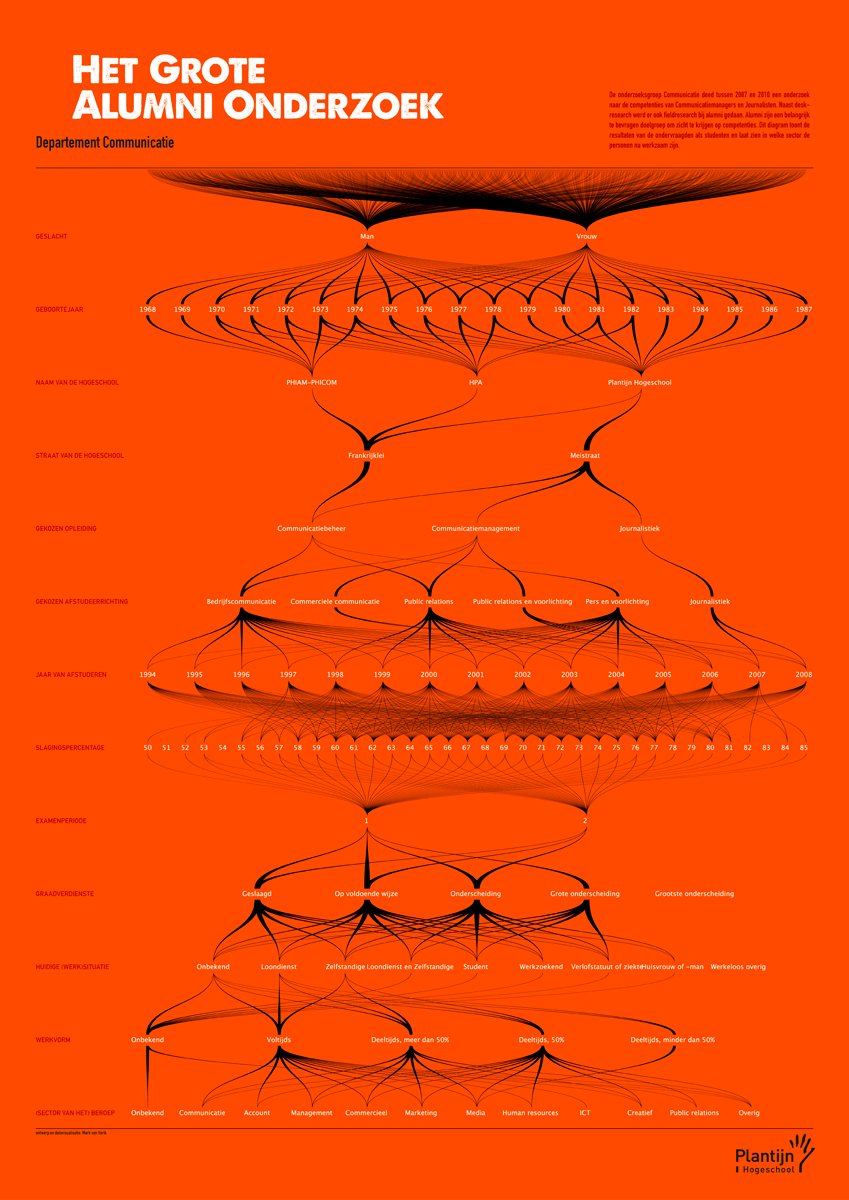 HET GROTE
ALUMNI ONDERZOEK
Departement Communicatie
De onderzoeksgroep Communicatie deed tussen 2007 en 2010 een onderzoek
naar de competenties van Communicatiemanagers en Journalisten. Naast desk-
research werd er ook fieldresearch bij alumni gedaan. Alumni zijn een belangrijk
te bevragen doelgroep om zicht te krijgen op competenties. Dit diagram toont de
resultaten van de ondervraagden als studenten en laat zien in welke sector de
personen nu werkzaam zijn.
GESLACHT Man Vrouw
GEBOORTEJAAR 1968 1969 1970 1971 1972 1973 1974 1975 1976 1977 1978 1979 1980 1981 1982 1983 1984 1985 1986 1987
NAAM VAN DE HOGESCHOOL PHIAM-PHICOM HPA Plantijn Hogeschool
STRAAT VAN DE HOGESCHOOL Frankrijklei Meistraat
GEKOZEN OPLEIDING Communicatiebeheer Communicatiemanagement Journalistiek
GEKOZEN AFSTUDEERRICHTING Bedrijfscommunicatie Commerciele communicatie Public relations Public relations en voorlichting Pers en voorlichting Journalistiek
JAAR VAN AFSTUDEREN 1994 1995 1996 1997 1998 1999 2000 2001 2002 2003 2004 2005 2006 2007 2008
SLAGINGSPERCENTAGE 50 51 52 53 54 55 56 57 58 59 60 61 62 63 64 65 66 67 68 69 70 71 72 73 74 75 76 77 78 79 80 81 82 83 84 85
EXAMENPERIODE 1 2
GRAADVERDIENSTE Geslaagd Op voldoende wijze Onderscheiding Grote onderscheiding Grootste onderscheiding
HUIDIGE (WERK)SITUATIE Onbekend Loondienst Zelfstandige Loondienst en Zelfstandige Student Werkzoekend Verlofstatuut of ziekte Huisvrouw of -man Werkeloos overig
WERKVORM Onbekend Voltijds Deeltijds, meer dan 50% Deeltijds, 50% Deeltijds, minder dan 50%
(SECTOR VAN HET) BEROEP Onbekend Communicatie Account Management Commercieel Marketing Media Human resources ICT Creatief Public relations Overig
ontwerp en datavisualisatie: Mark van
Plantijn
Hogeschool